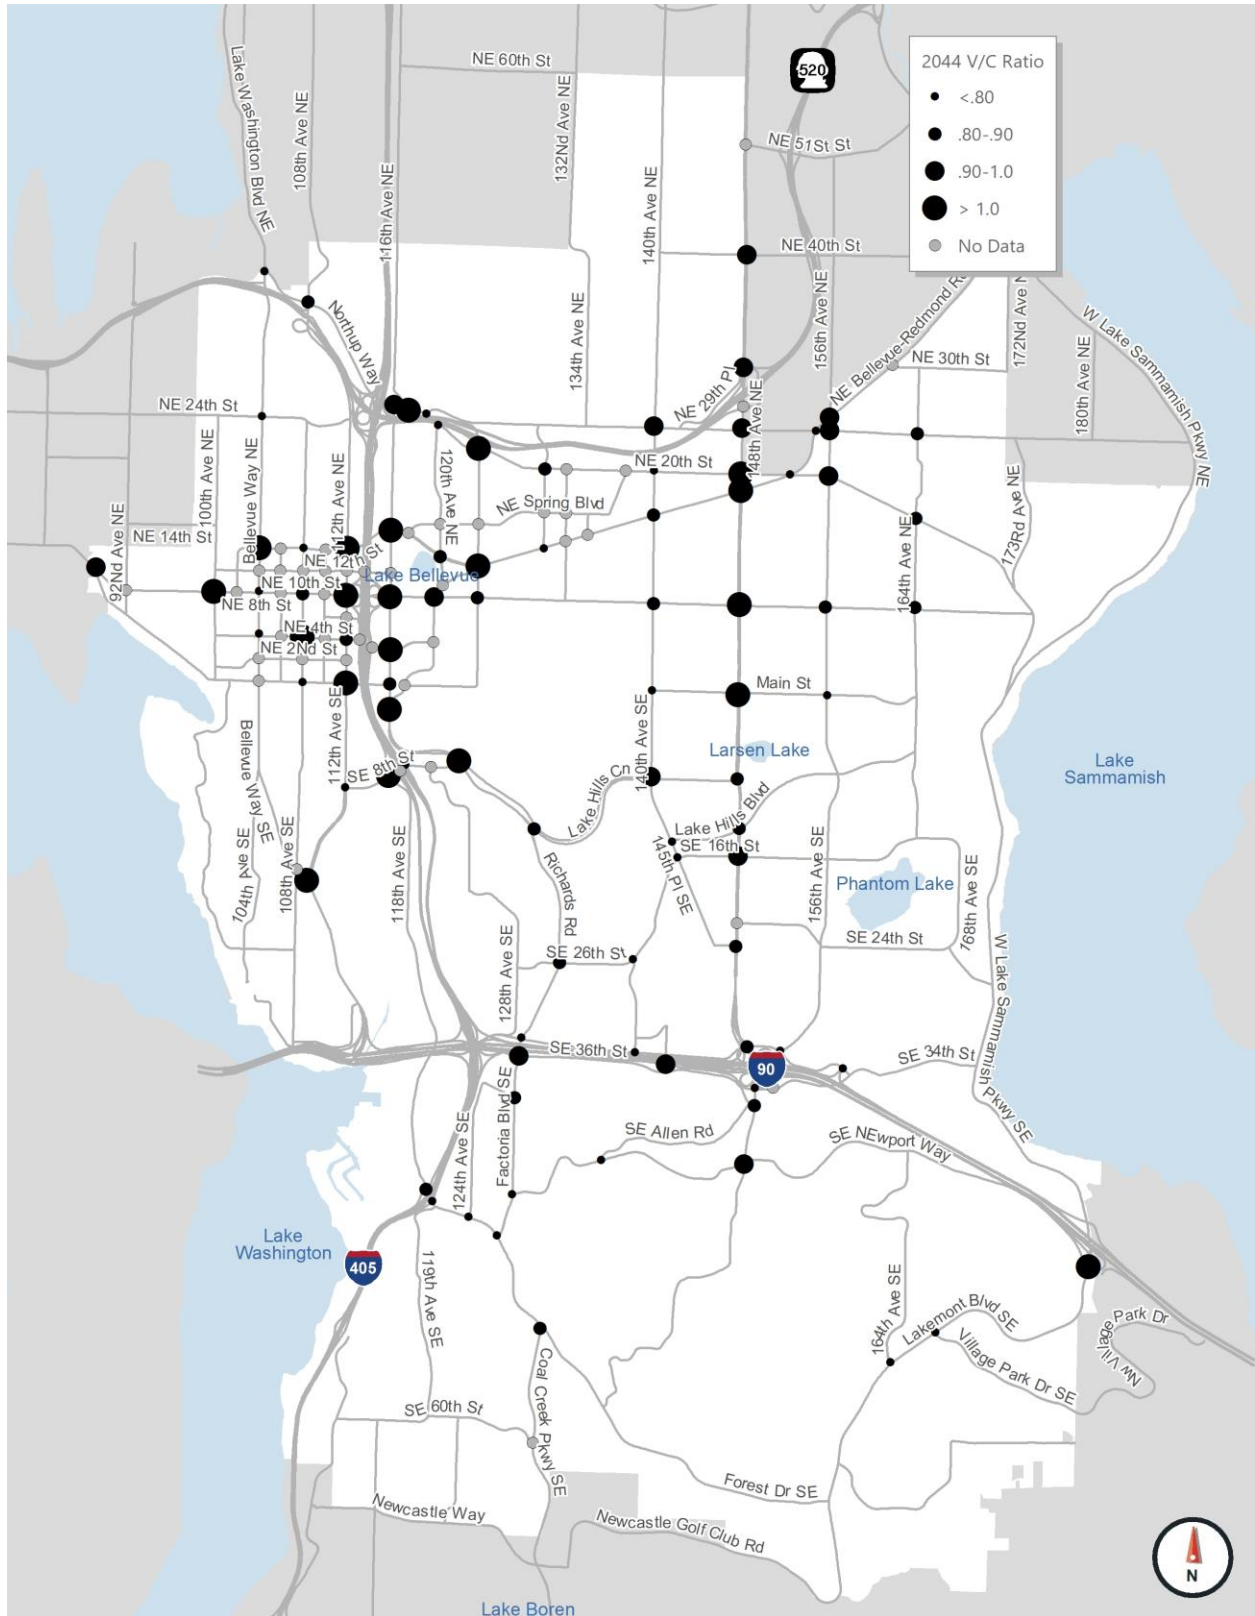 2044 V/C Ratio
<.80
.80-.90
.90-1.0
> 1.0
No Data
520
NE 60th St
Lake Washington Blvd NE
108th Ave NE
116th Ave NE
132Nd Ave NE
140th Ave NE
NE 51St St
NE 40th St
156th Ave NE
NE Bellevue-Redmond R
172Nd Ave N
W Lake Sammamish Pkwy NE
Northup Way
134th Ave NE
NE 29th Pl
148th Ave NE
NE 30th St
180th Ave NE
NE 24th St
100th Ave NE
Bellevue Way NE
112th Ave NE
120th Ave NE
NE 20th St
NE Spring Blvd
173Rd Ave NE
164th Ave NE
92Nd Ave NE
NE 14th St
NE 12th St
Lake Bellevue
NE 10th St
NE 8th St
NE 4th St
NE 2Nd St
Main St
112th Ave SE
140th Ave SE
Larsen Lake
Lake
Sammamish
Bellevue Way SE
SE 8th St
Lake Hills Cn
Lake Hills Blvd
SE 16th St
145th Pl SE
104th Ave SE
108th Ave SE
118th Ave SE
Richards Rd
156th Ave SE
Phantom Lake
168th Ave SE
SE 24th St
128th Ave SE
SE 26th St
W Lake Sammamish Pkwy SE
SE 36th St
90
SE 34th St
Factoria Blvd SE
124th Ave SE
SE Allen Rd
SE NEwport Way
Lake
Washington
405
119th Ave SE
164th Ave SE
Lakemont Blvd SE
Village Park Dr SE
NW Village Park Dr
Coal Creek Pkwy SE
SE 60th St
Forest Dr SE
Newcastle Way
Newcastle Golf Club Rd
N
Lake Boren